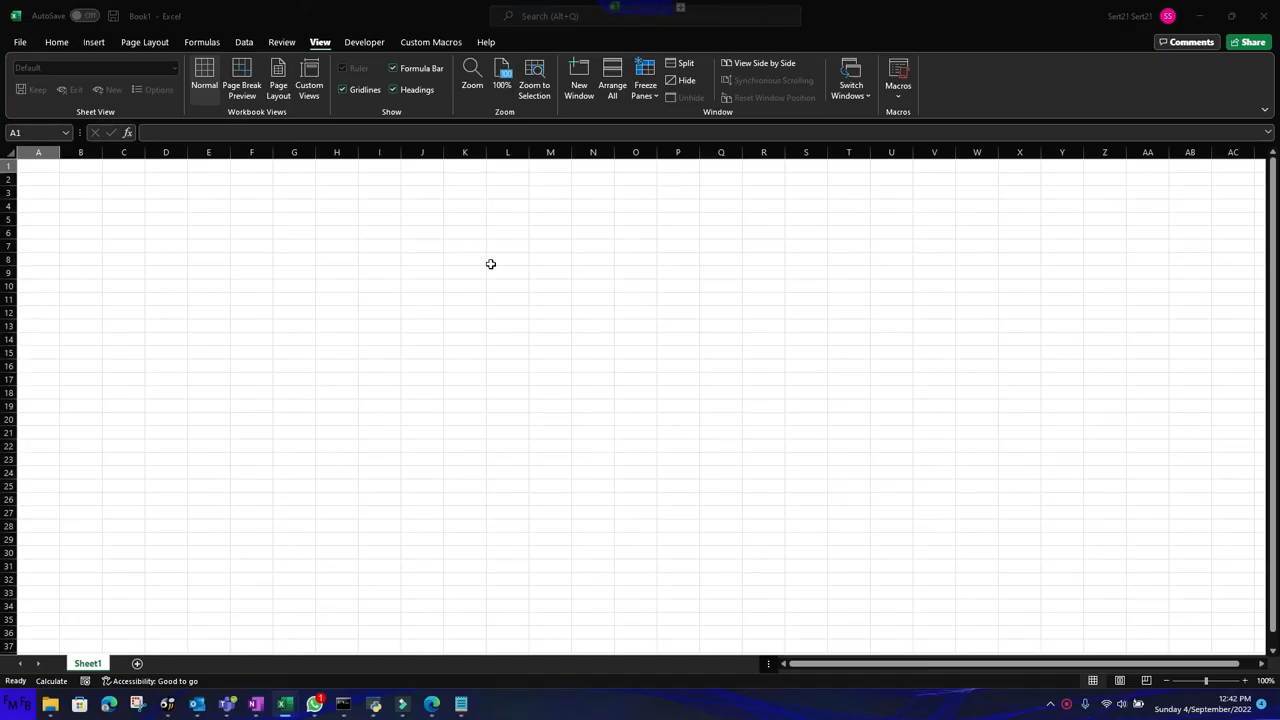 AutoSave Off Book1 - Excel Search (Alt+Q) Sert21 Sert21 SS
File Home Insert Page Layout Formulas Data Review View Developer Custom Macros Help Comments Share
Default
Keep Exit New Options
Sheet View
Normal Page Break Preview Page Layout Custom Views
Workbook Views
Ruler Formula Bar
Gridlines Headings
Show
Zoom 100% Zoom to Selection
Zoom
New Window Arrange All Freeze Panes
Split
Hide
Unhide
View Side by Side
Synchronous Scrolling
Reset Window Position
Switch Windows
Window
Macros
Macros
A1 fx
A B C D E F G H I J K L M N O P Q R S T U V W X Y Z AA AB AC
1
2
3
4
5
6
7
8
9
10
11
12
13
14
15
16
17
18
19
20
21
22
23
24
25
26
27
28
29
30
31
32
33
34
35
36
37
Sheet1
Ready Calculate Accessibility: Good to go 100%
12:42 PM
Sunday 4/September/2022